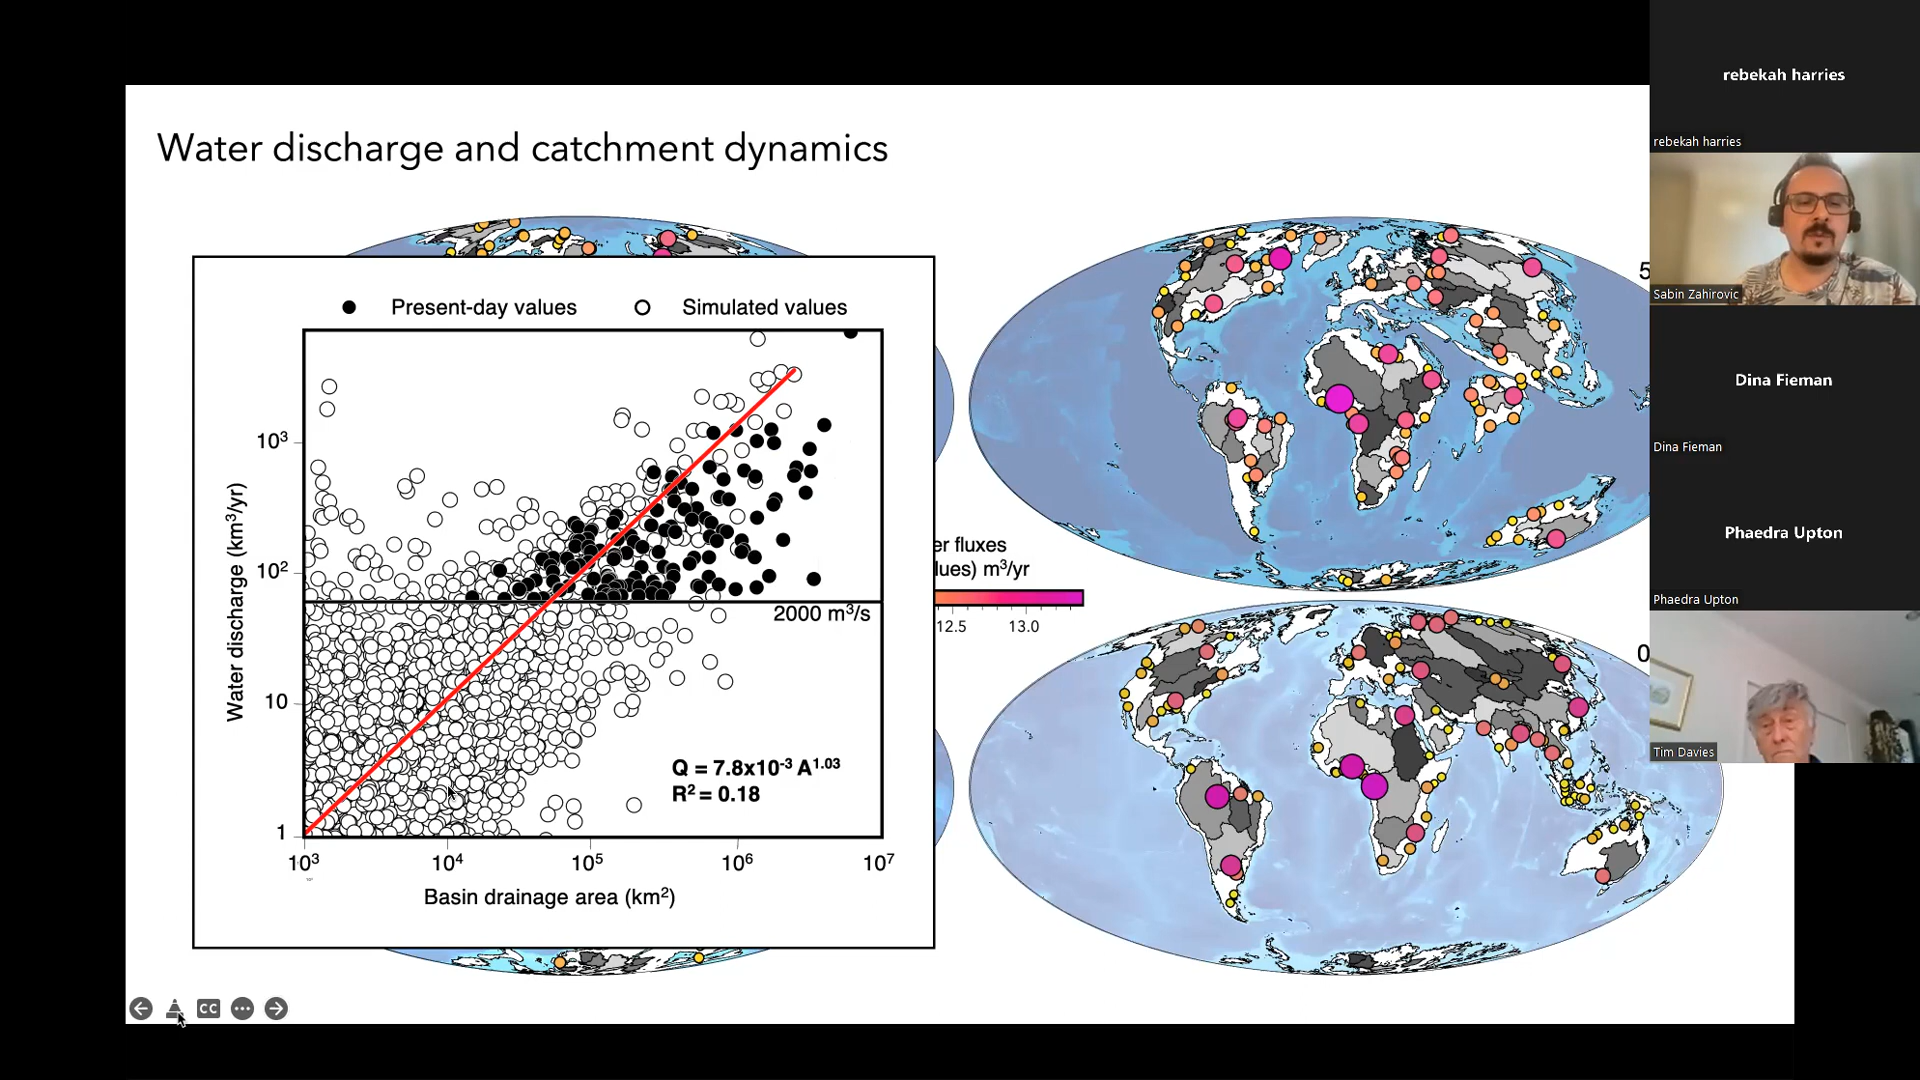 Water discharge and catchment dynamics
Present-day values
Simulated values
Water discharge (km³/yr)
10³
10²
10
1
2000 m³/s
Q = 7.8x10⁻³ A¹·⁰³
R² = 0.18
10³
10⁴
10⁵
10⁶
10⁷
Basin drainage area (km²)
er fluxes
lues) m³/yr
12.5
13.0
5
0
CC
rebekah harries
rebekah harries
Sabin Zahirovic
Dina Fieman
Dina Fieman
Phaedra Upton
Phaedra Upton
Tim Davies